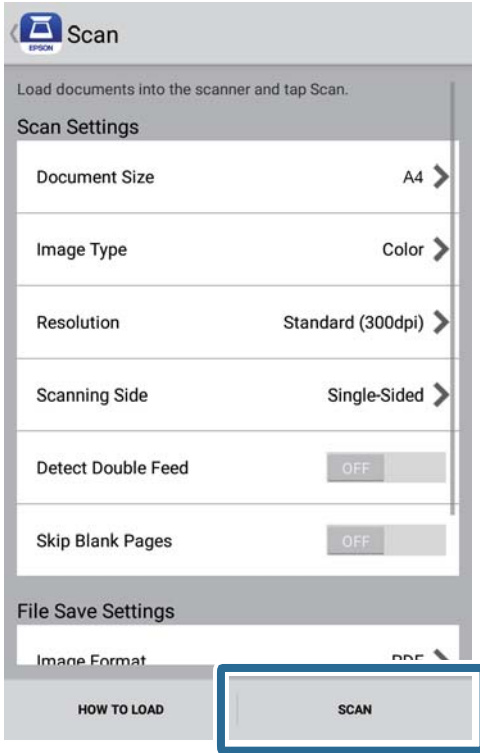 EPSON
Scan
Load documents into the scanner and tap Scan.
Scan Settings
Document Size A4
Image Type Color
Resolution Standard (300dpi)
Scanning Side Single-Sided
Detect Double Feed OFF
Skip Blank Pages OFF
File Save Settings
Image Format PDF
HOW TO LOAD SCAN